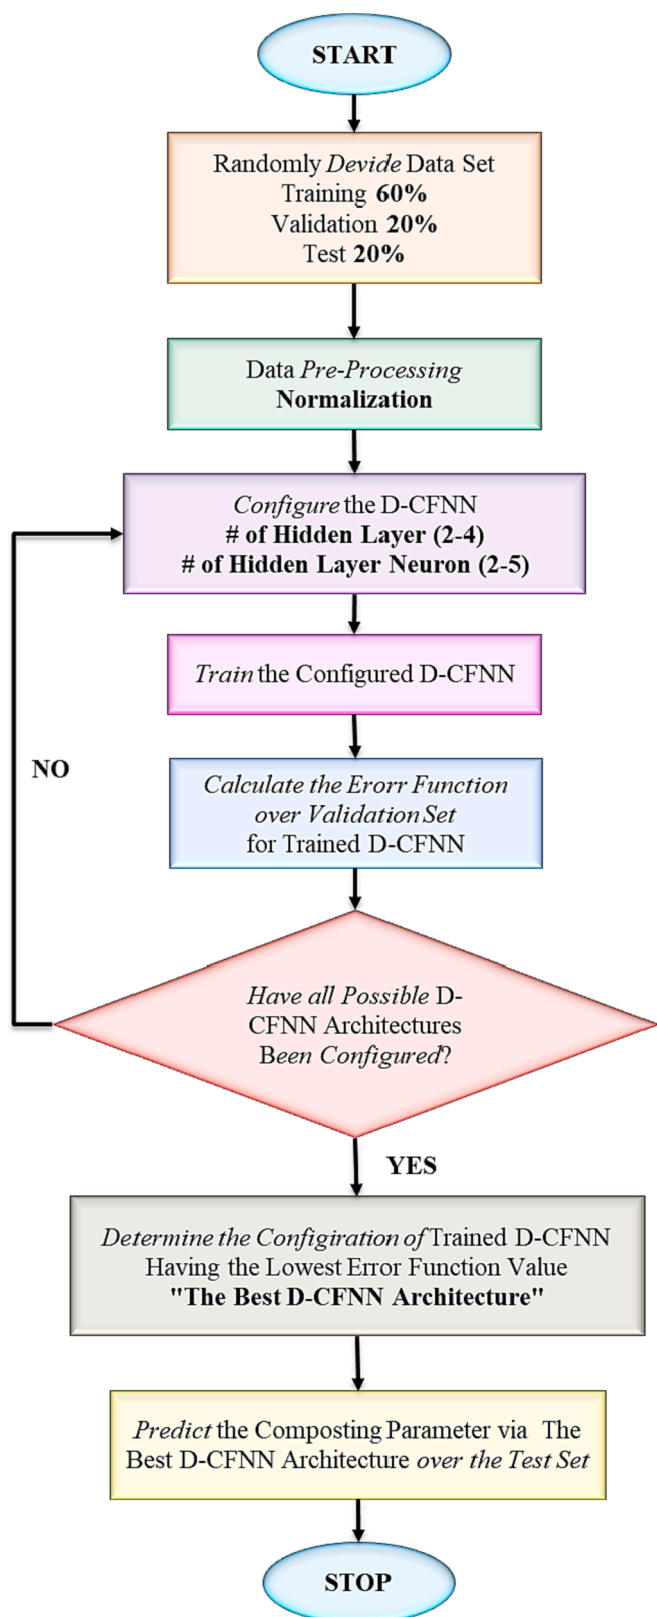 START
Randomly Devide Data Set
Training 60%
Validation 20%
Test 20%
Data Pre-Processing
Normalization
Configure the D-CFNN
# of Hidden Layer (2-4)
# of Hidden Layer Neuron (2-5)
Train the Configured D-CFNN
NO
Calculate the Erorr Function
over Validation Set
for Trained D-CFNN
Have all Possible D-
CFNN Architectures
Been Configured?
YES
Determine the Configiration of Trained D-CFNN
Having the Lowest Error Function Value
"The Best D-CFNN Architecture"
Predict the Composting Parameter via The
Best D-CFNN Architecture over the Test Set
STOP